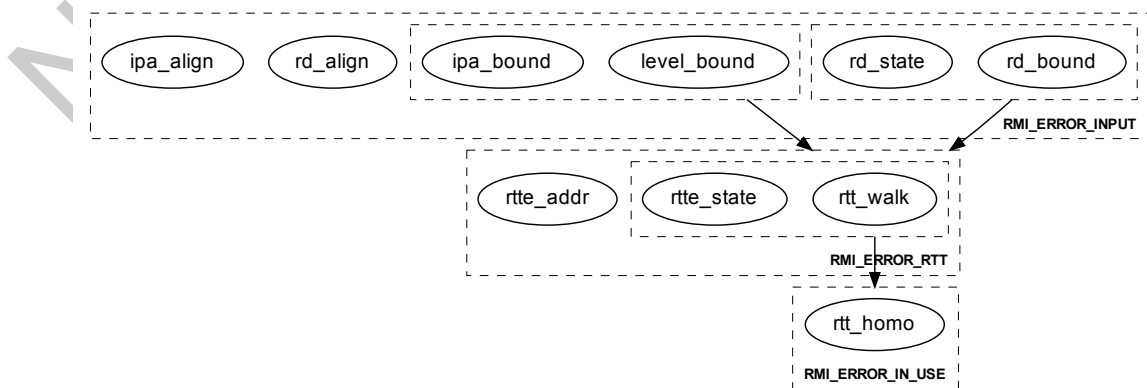 ipa_align rd_align ipa_bound level_bound rd_state rd_bound
RMI_ERROR_INPUT
rtte_addr rtte_state rtt_walk
RMI_ERROR_RTT
rtt_homo
RMI_ERROR_IN_USE